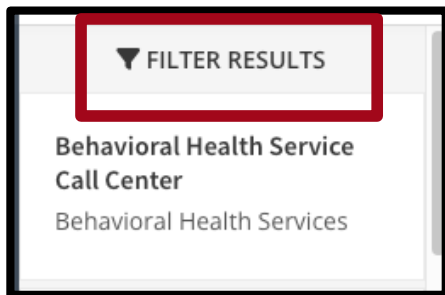 FILTER RESULTS
Behavioral Health Service
Call Center
Behavioral Health Services